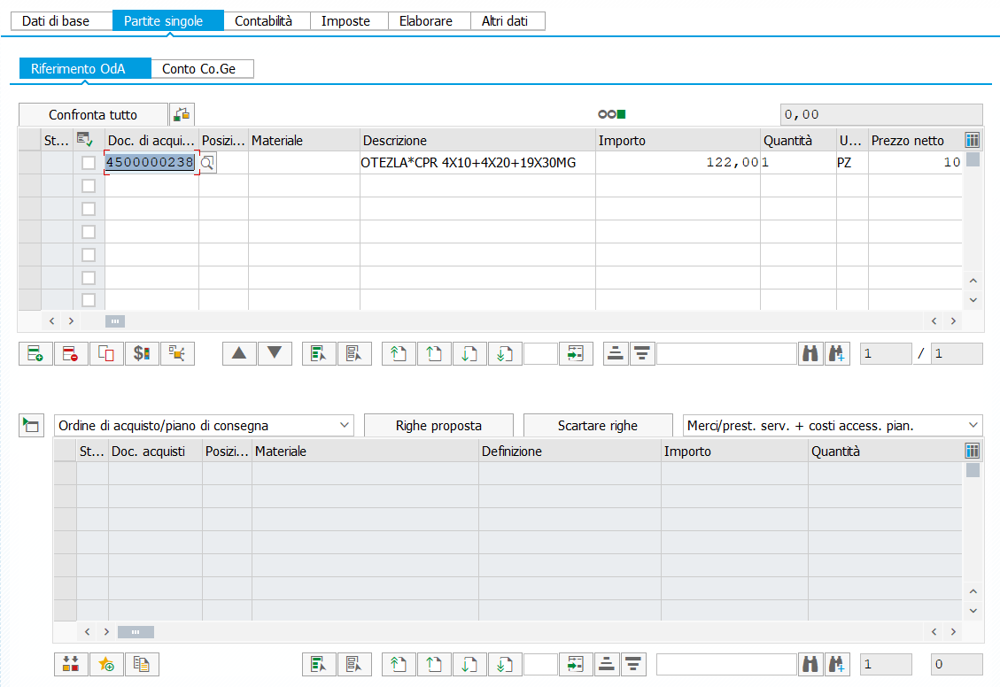 Dati di base Partite singole Contabilità Imposte Elaborare Altri dati
Riferimento OdA Conto Co.Ge
Confronta tutto 0,00
St... Doc. di acqui... Posizi... Materiale Descrizione Importo Quantità U... Prezzo netto
4500000238 OTEZLA*CPR 4X10+4X20+19X30MG 122,00 1 PZ 10
1 / 1
Ordine di acquisto/piano di consegna Righe proposta Scartare righe Merci/prest. serv. + costi access. pian.
St... Doc. acquisti Posizi... Materiale Definizione Importo Quantità
1 0